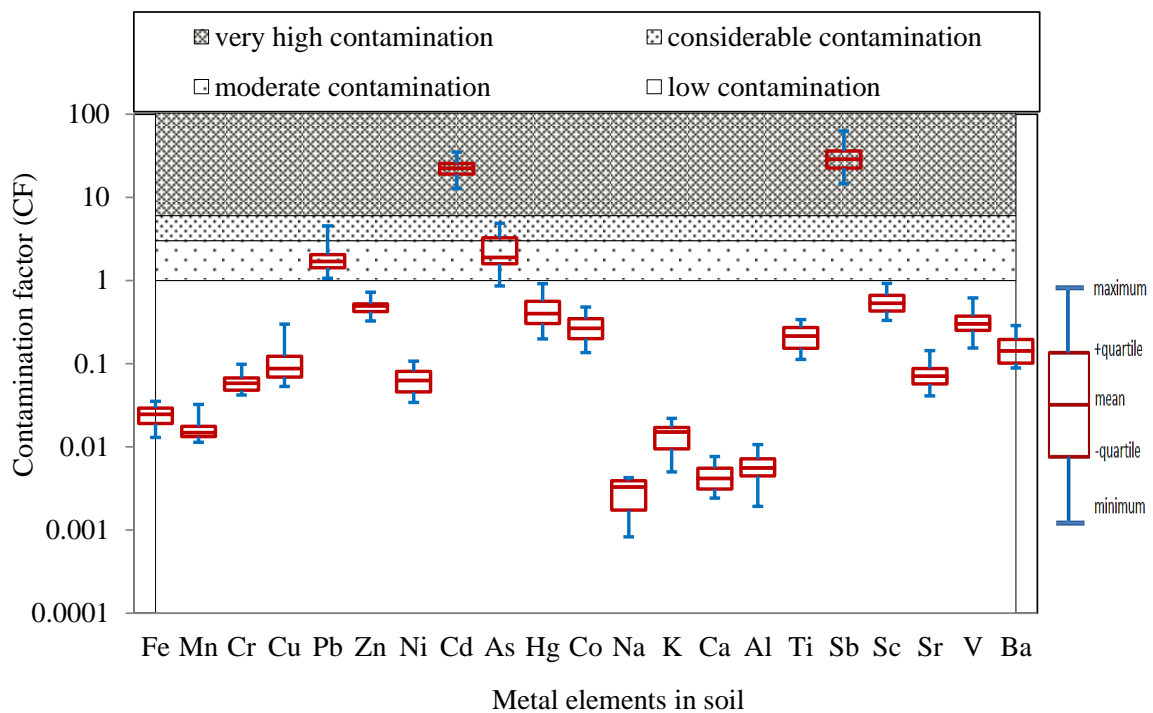 very high contamination considerable contamination
moderate contamination low contamination
100
10
1
0.1
0.01
0.001
0.0001
Contamination factor (CF)
Fe Mn Cr Cu Pb Zn Ni Cd As Hg Co Na K Ca Al Ti Sb Sc Sr V Ba
Metal elements in soil
maximum
+quartile
mean
-quartile
minimum